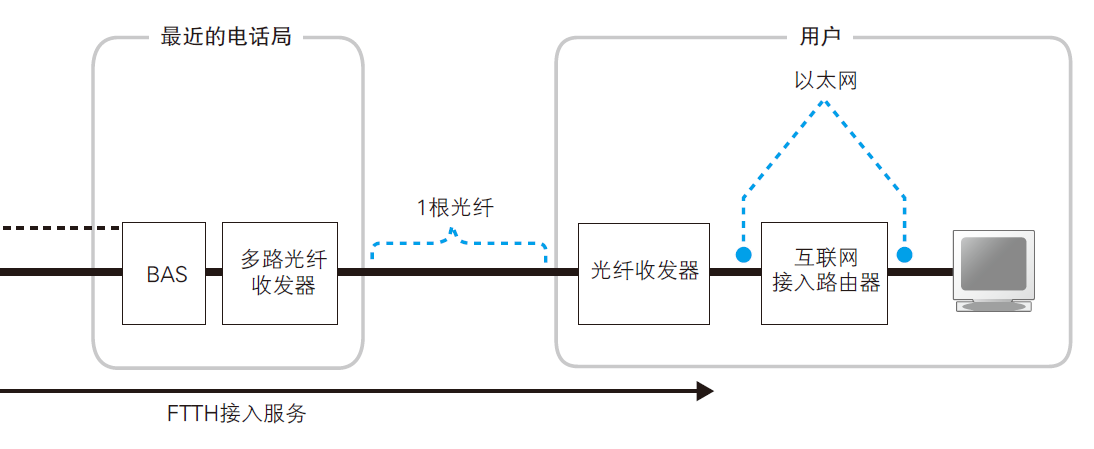 最近的电话局
用户
以太网
1根光纤
BAS
多路光纤
收发器
光纤收发器
互联网
接入路由器
FTTH接入服务